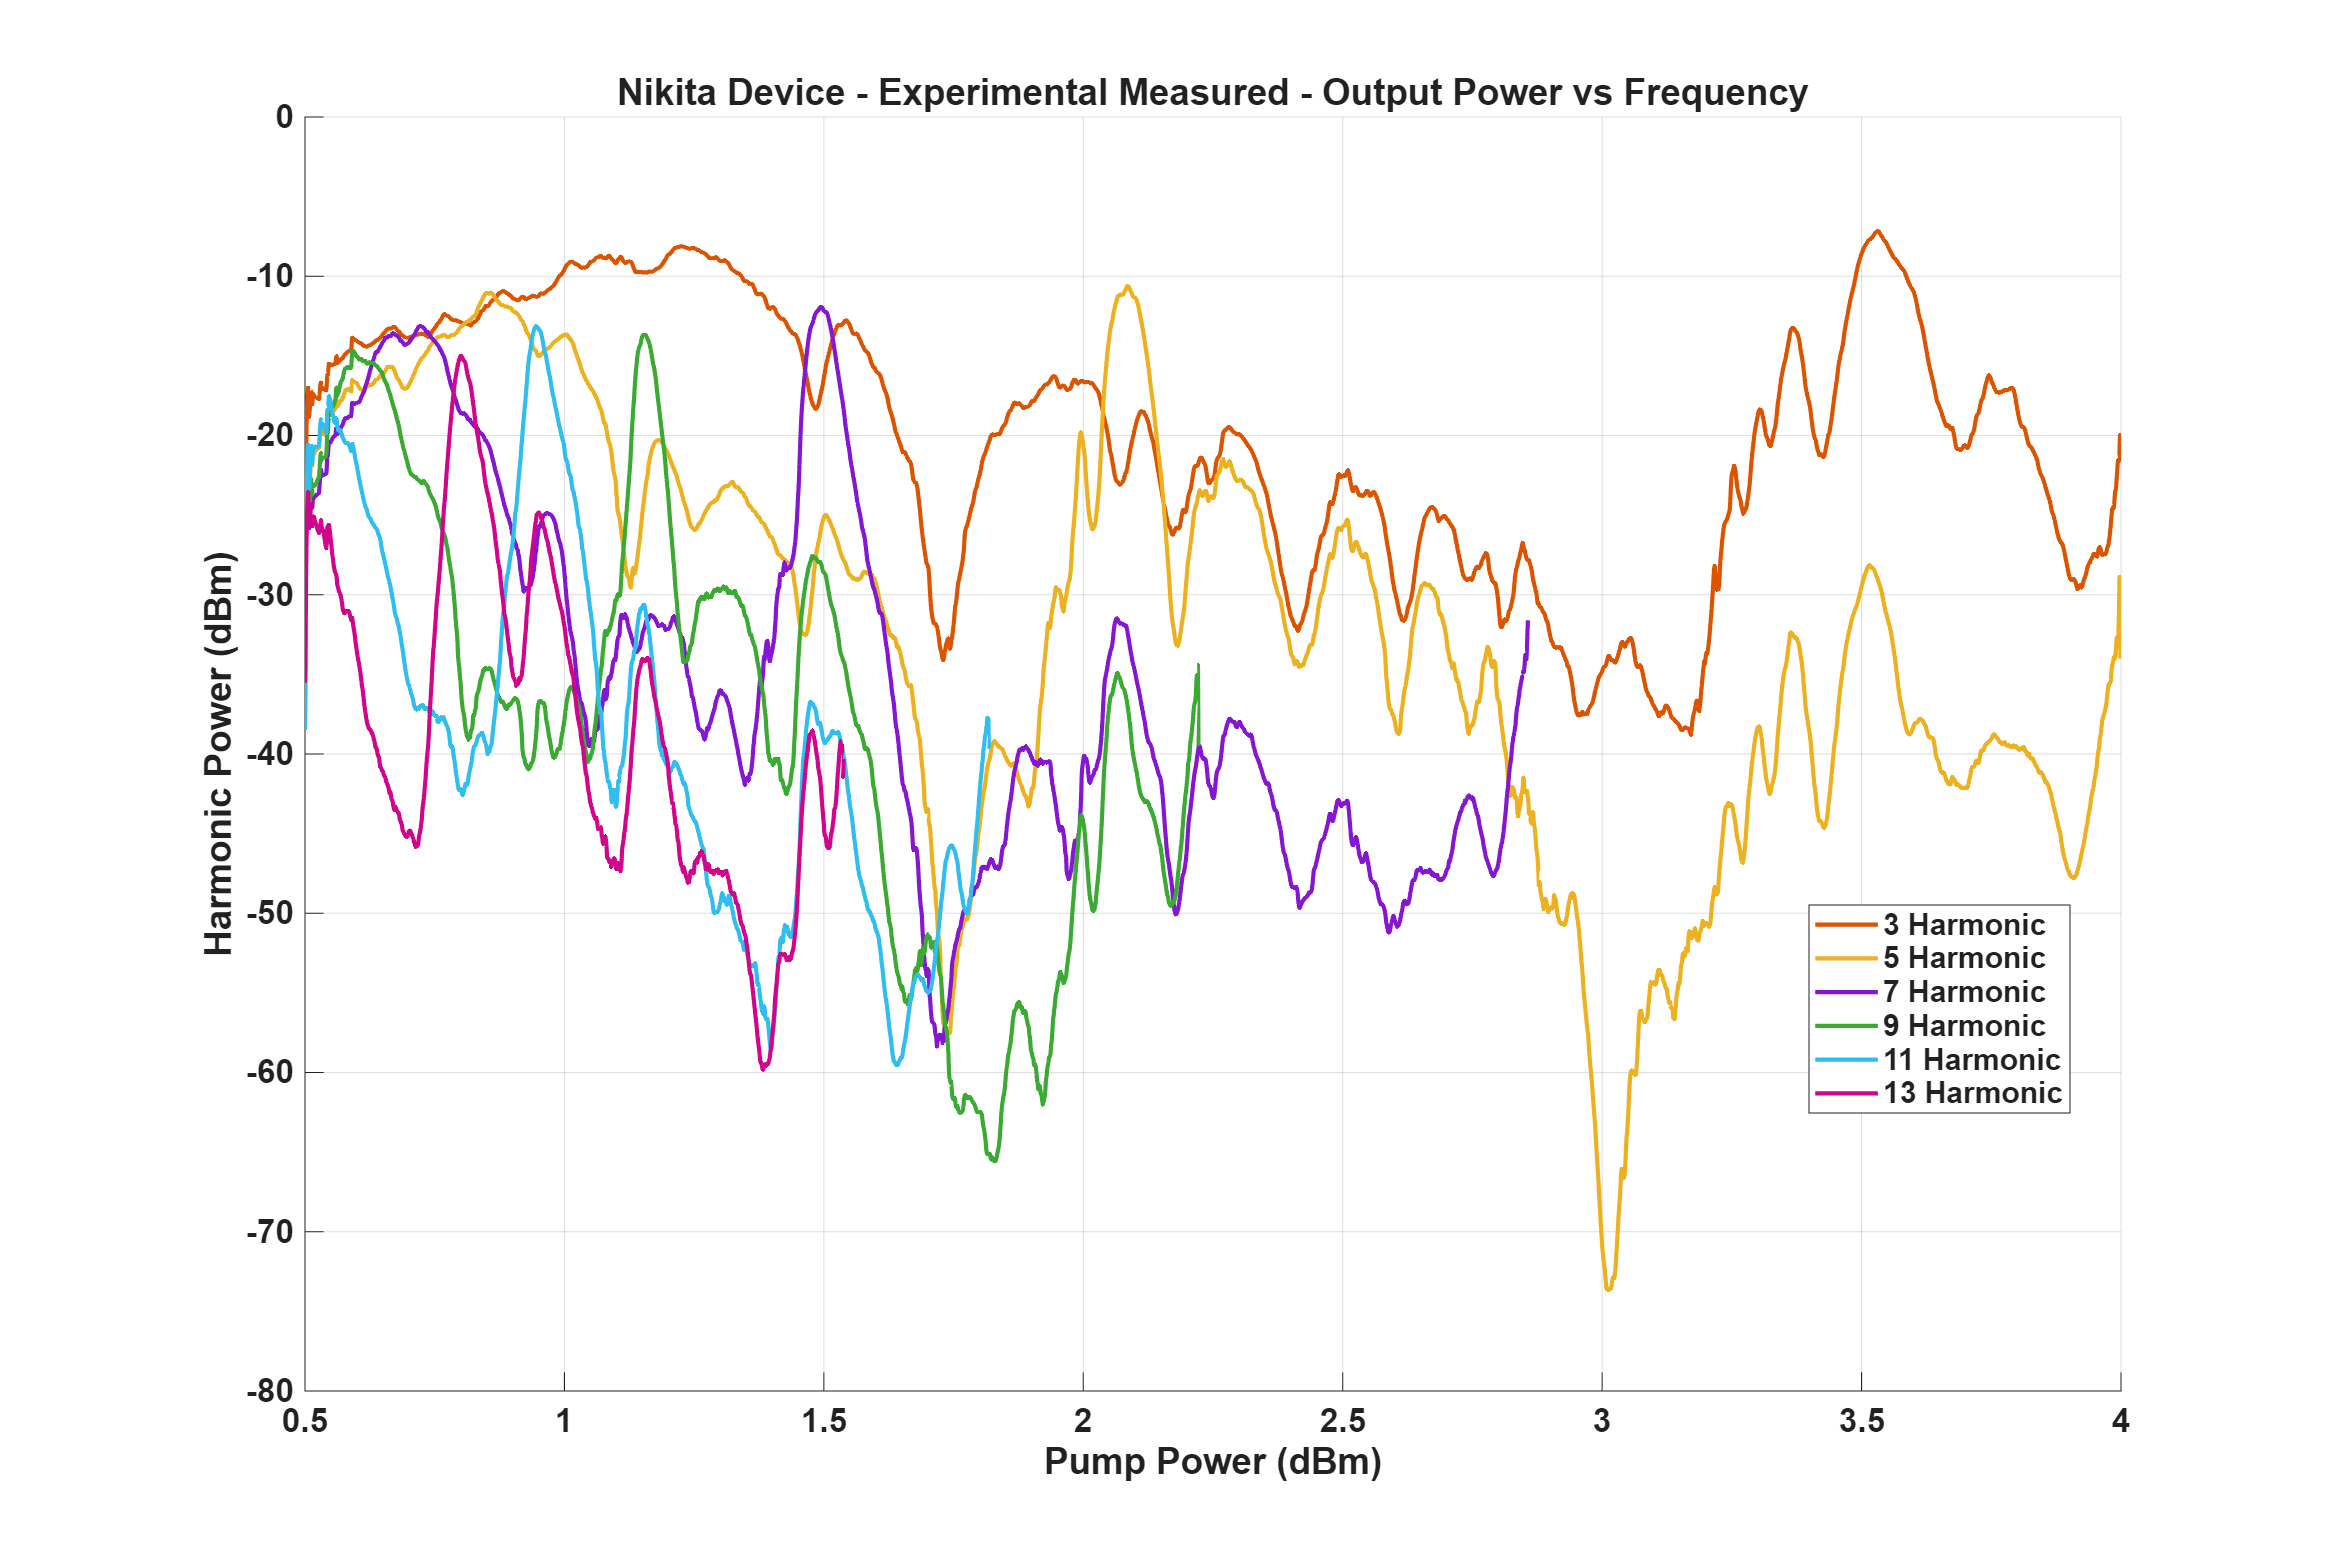 Nikita Device - Experimental Measured - Output Power vs Frequency
0
-10
-20
-30
-40
-50
-60
-70
-80
Harmonic Power (dBm)
0.5 1 1.5 2 2.5 3 3.5 4
Pump Power (dBm)
3 Harmonic
5 Harmonic
7 Harmonic
9 Harmonic
11 Harmonic
13 Harmonic